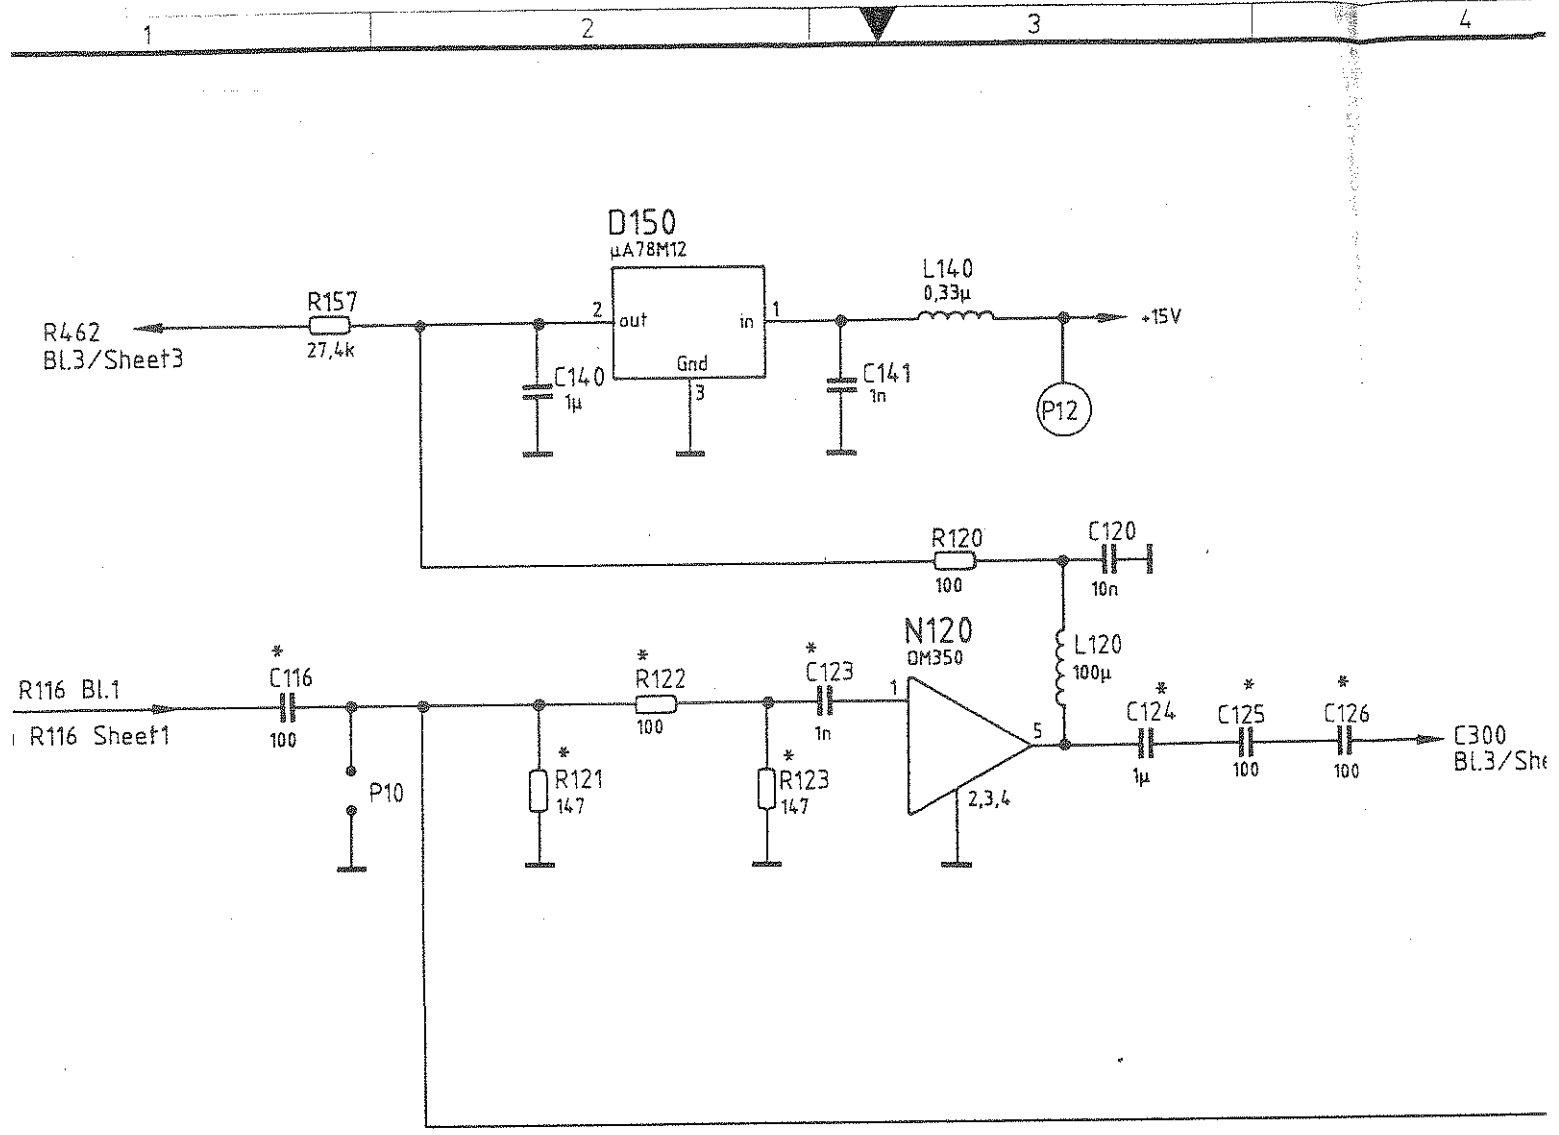 1 2 3 4
D150
µA78M12
L140
0,33µ
R157
27,4k
R462
Bl.3/Sheet3
2
out
in
1
Gnd
3
+15V
C140
1µ
C141
1n
P12
R120
100
C120
10n
N120
OM350
L120
100µ
R116 Bl.1
R116 Sheet1
*
C116
100
P10
*
R122
100
*
R121
147
*
C123
1n
*
R123
147
1
5
2,3,4
*
C124
1µ
*
C125
100
*
C126
100
C300
Bl.3/She